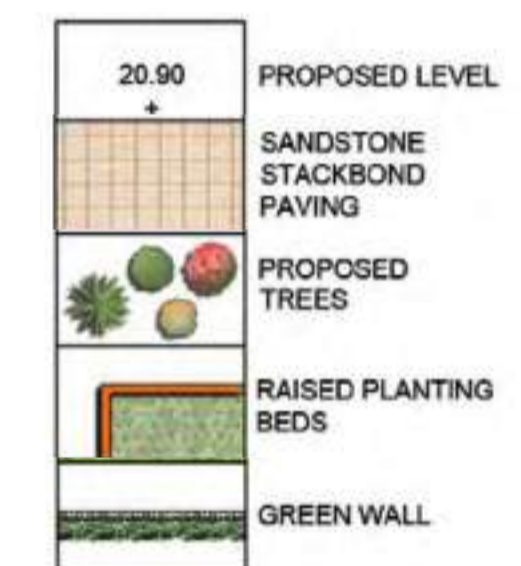 20.90
+
PROPOSED LEVEL
SANDSTONE
STACKBOND
PAVING
PROPOSED
TREES
RAISED PLANTING
BEDS
GREEN WALL